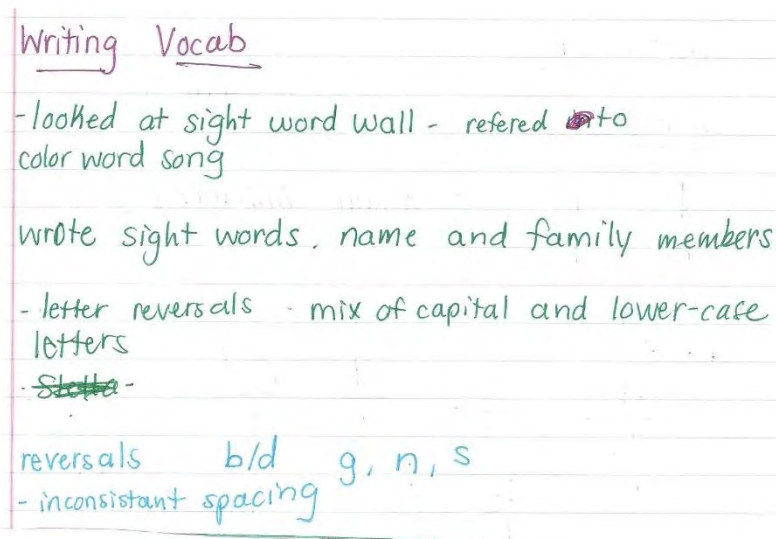 Writing Vocab
- looked at sight word wall - refered to
color word song
wrote sight words, name and family members
- letter reversals - mix of capital and lower-case
letters
reversals b/d g, n, s
- inconsistant spacing